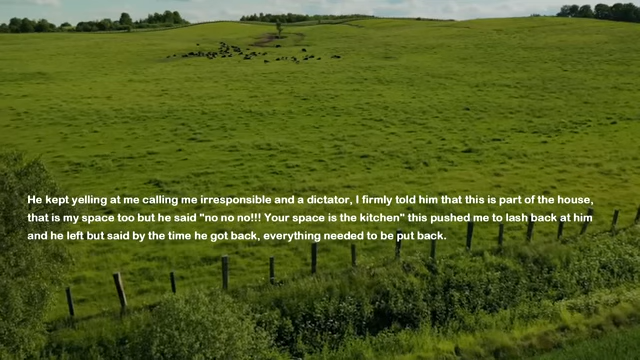 He kept yelling at me calling me irresponsible and a dictator, I firmly told him that this is part of the house,
that is my space too but he said "no no no!!! Your space is the kitchen" this pushed me to lash back at him
and he left but said by the time he got back, everything needed to be put back.